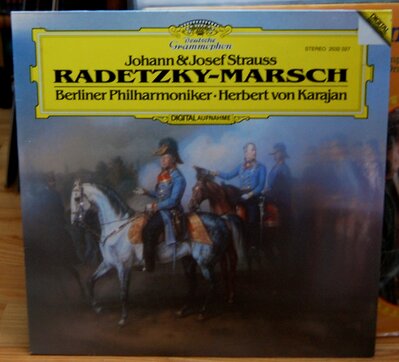 Deutsche
Grammophon
STEREO 2532 027
Johann & Josef Strauss
RADETZKY-MARSCH
Berliner Philharmoniker · Herbert von Karajan
DIGITAL AUFNAHME
DIGITAL